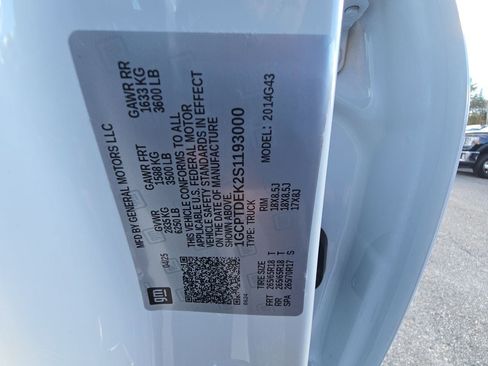 MFD BY GENERAL MOTORS LLC
04/25
GVWR
2835 KG
6250 LB
GAWR FRT
1588 KG
3500 LB
GAWR RR
1633 KG
3600 LB
THIS VEHICLE CONFORMS TO ALL
APPLICABLE U.S. FEDERAL MOTOR
VEHICLE SAFETY STANDARDS IN EFFECT
ON THE DATE OF MANUFACTURE
1GCPTDEK2S1193000
TYPE: TRUCK
MODEL: 2014G43
gm
TIRE SIZE
RIM
FRT 265/65R18 T 18X8.5J
RR 265/65R18 T 18X8.5J
SPA 265/70R17 S 17X8J